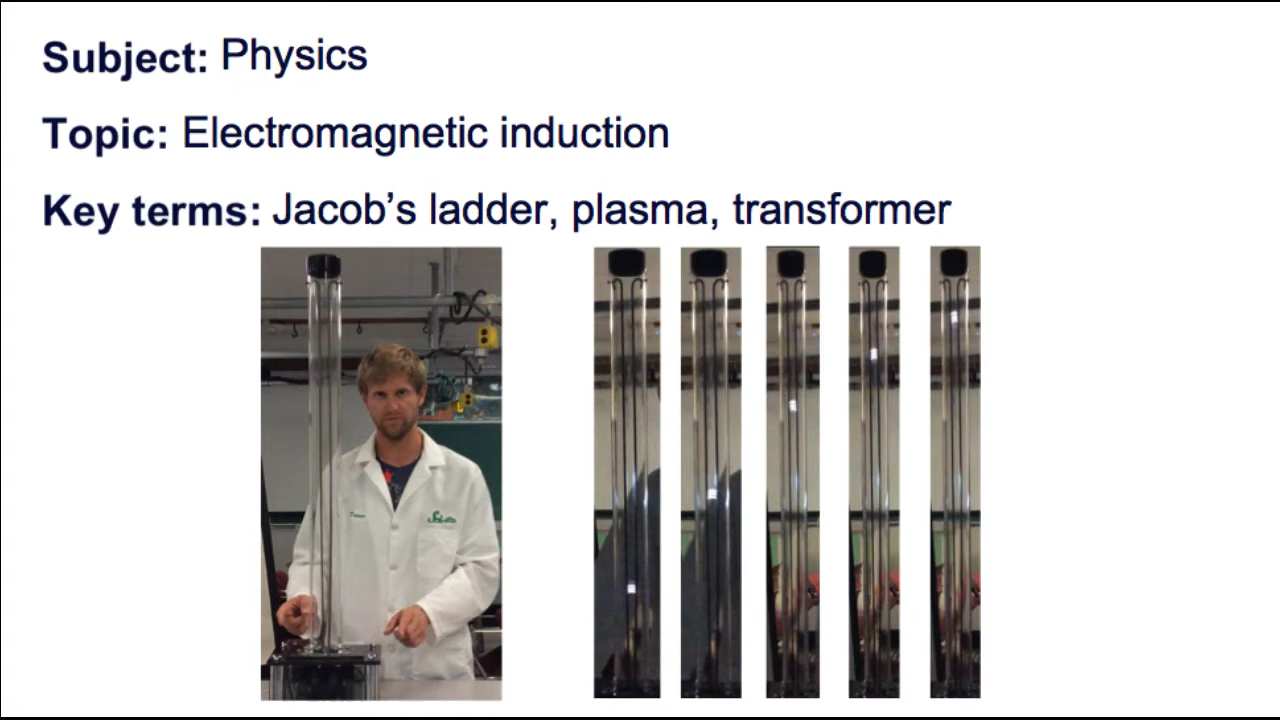 Subject: Physics
Topic: Electromagnetic induction
Key terms: Jacob’s ladder, plasma, transformer